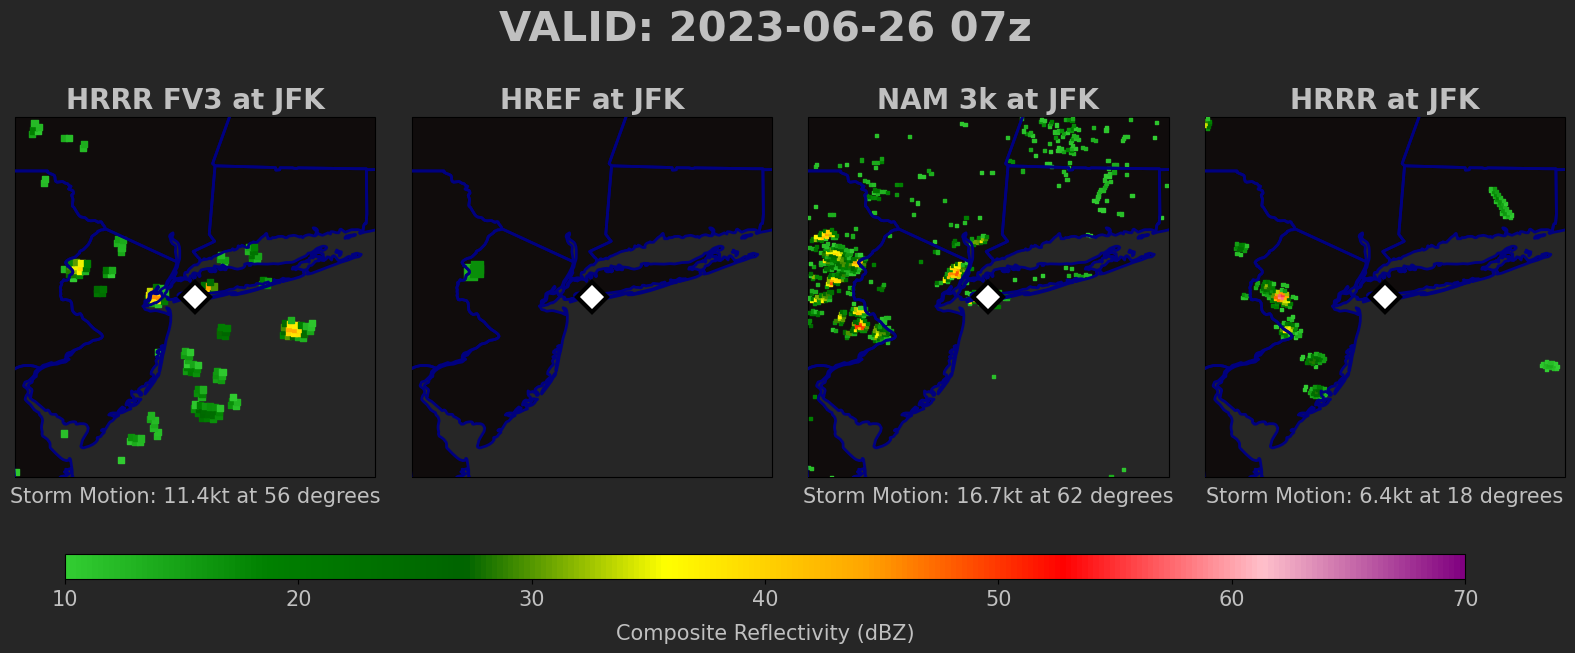 VALID: 2023-06-26 07z
HRRR FV3 at JFK
HREF at JFK
NAM 3k at JFK
HRRR at JFK
Storm Motion: 11.4kt at 56 degrees
Storm Motion: 16.7kt at 62 degrees
Storm Motion: 6.4kt at 18 degrees
10 20 30 40 50 60 70
Composite Reflectivity (dBZ)